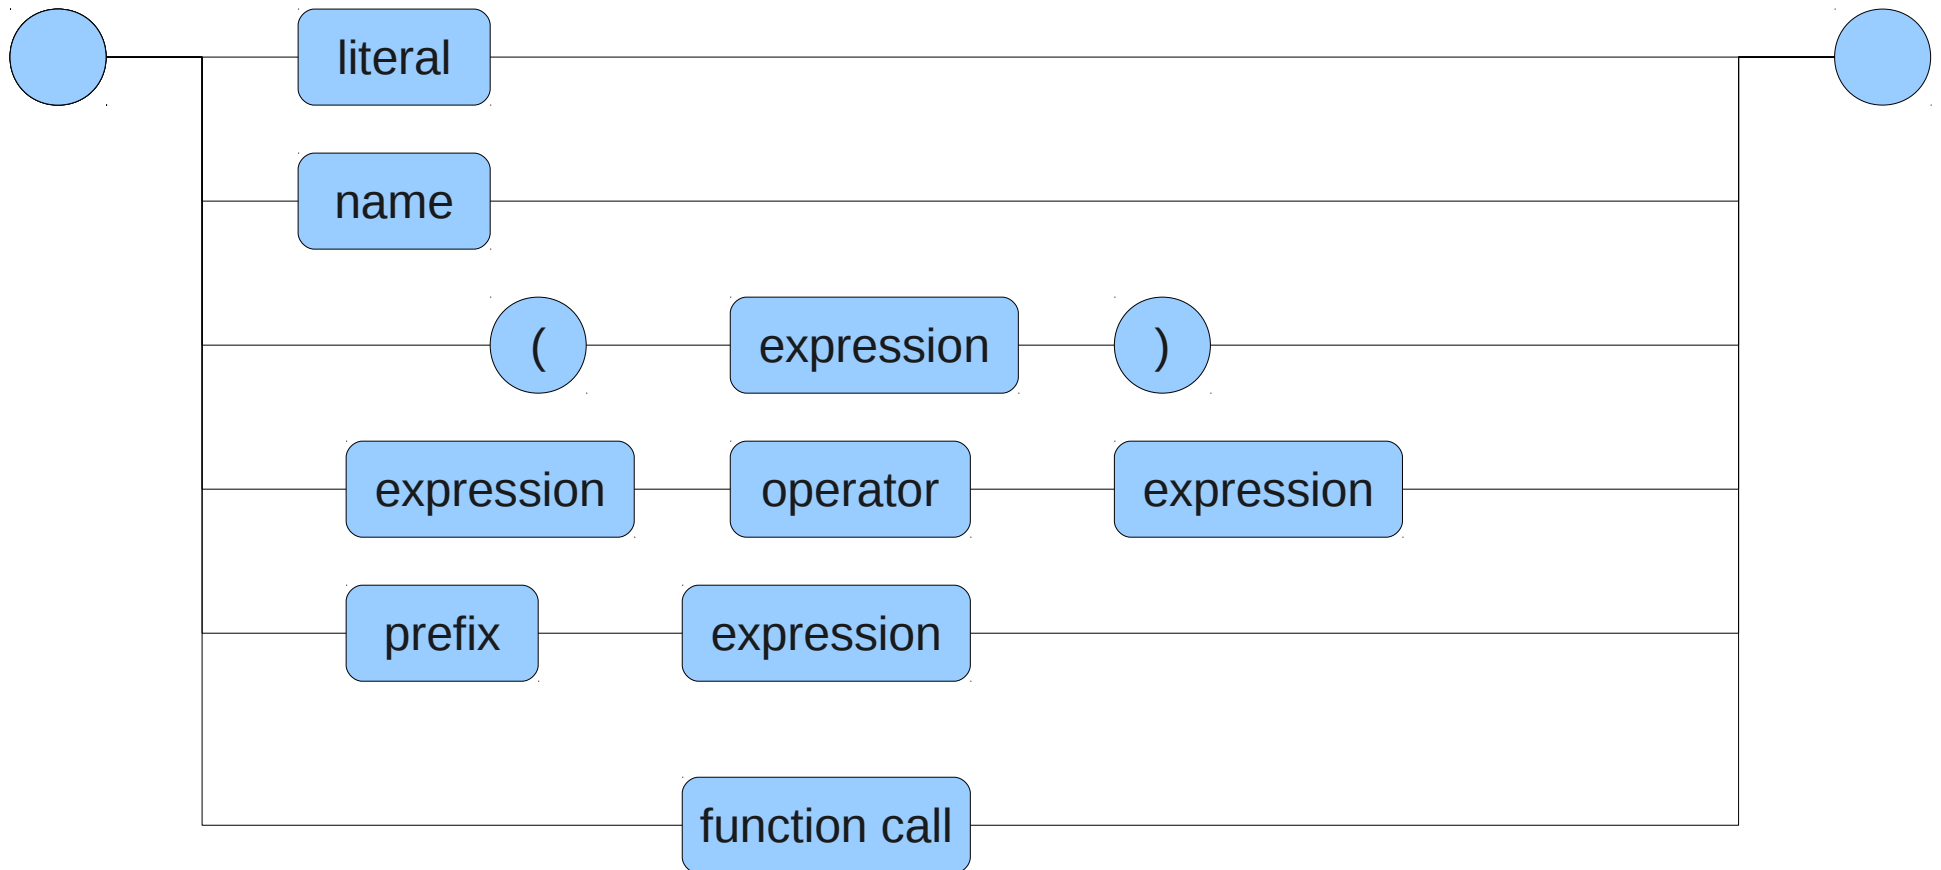 literal
name
( expression )
expression operator expression
prefix expression
function call